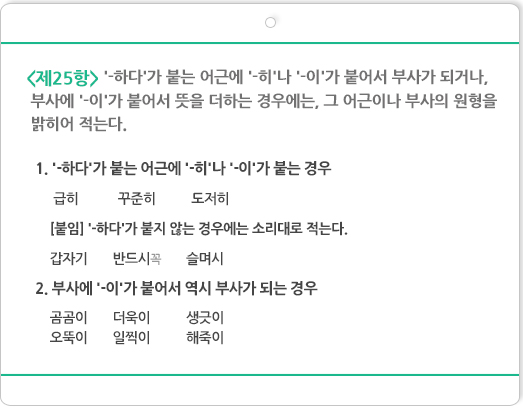 <제25항> '-하다'가 붙는 어근에 '-히'나 '-이'가 붙어서 부사가 되거나,
부사에 '-이'가 붙어서 뜻을 더하는 경우에는, 그 어근이나 부사의 원형을
밝히어 적는다.
1. '-하다'가 붙는 어근에 '-히'나 '-이'가 붙는 경우
급히 꾸준히 도저히
[붙임] '-하다'가 붙지 않는 경우에는 소리대로 적는다.
갑자기 반드시꼭 슬며시
2. 부사에 '-이'가 붙어서 역시 부사가 되는 경우
곰곰이 더욱이 생긋이
오뚝이 일찍이 해죽이